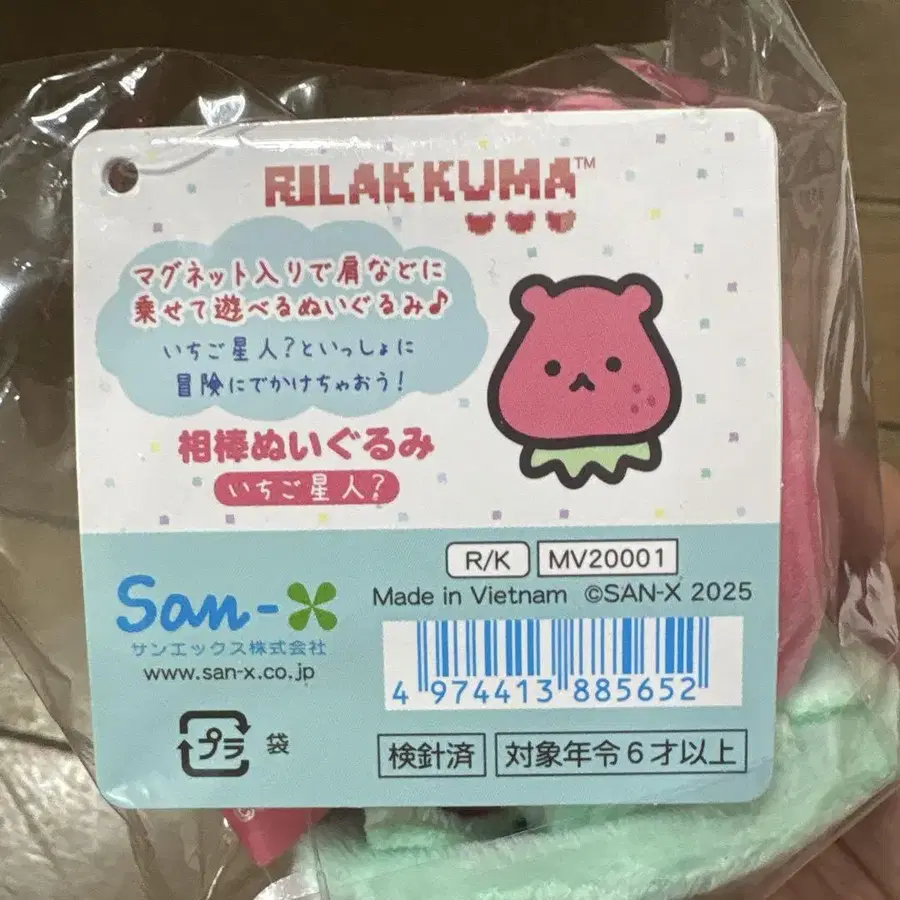 RILAKKUMA™
マグネット入りで肩などに
乗せて遊べるぬいぐるみ♪
いちご星人?といっしょに
冒険にでかけちゃおう!
相棒ぬいぐるみ
いちご星人?
R/K MV20001
Made in Vietnam ©SAN-X 2025
San-X
サンエックス株式会社
www.san-x.co.jp
4 974413 885652
プラ 袋
検針済 対象年令6才以上